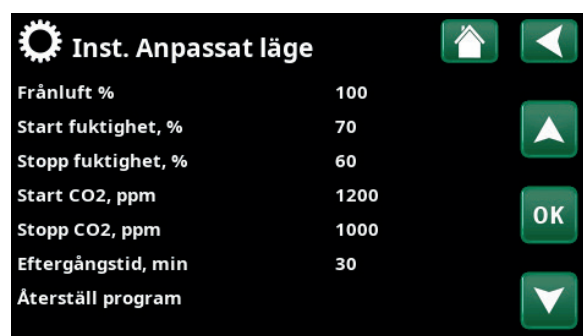 Inst. Anpassat läge
Frånluft % 100
Start fuktighet, % 70
Stopp fuktighet, % 60
Start CO2, ppm 1200
Stopp CO2, ppm 1000
OK
Eftergångstid, min 30
Återställ program